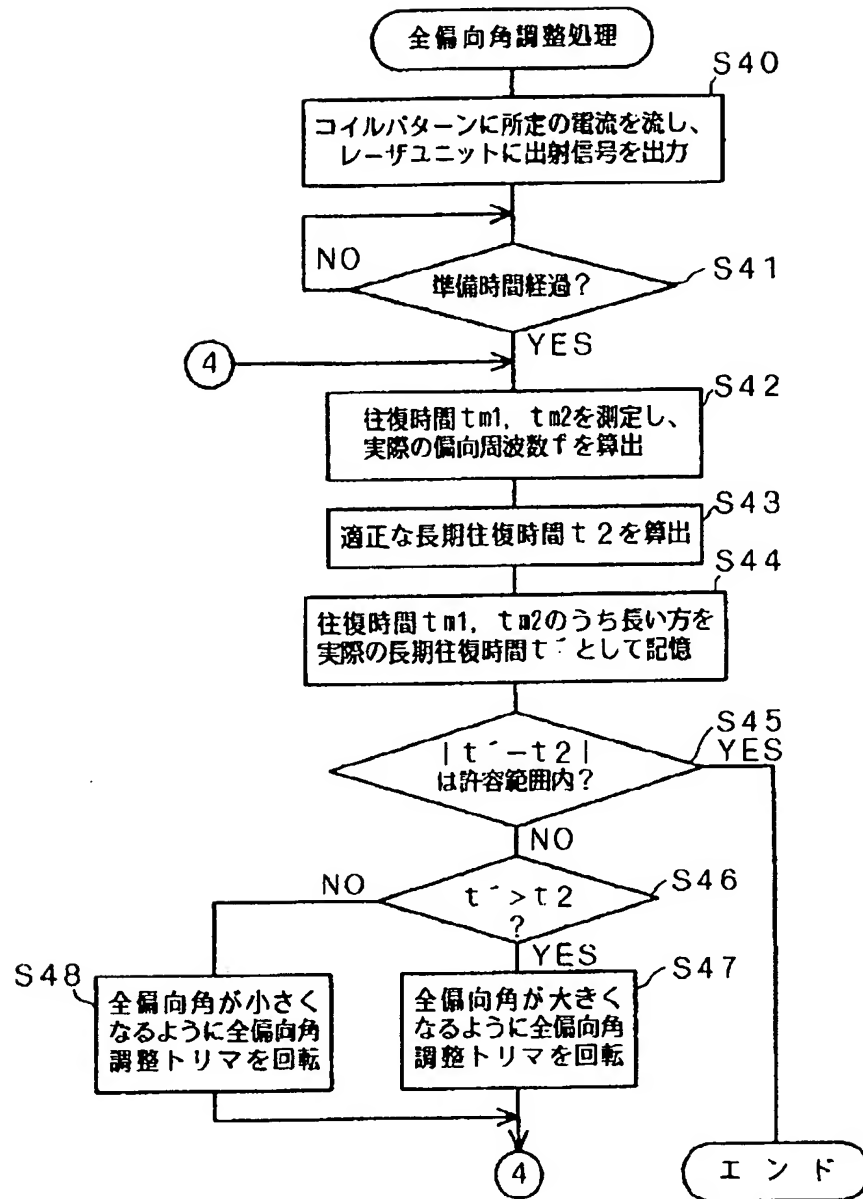 全偏向角調整処理
S40
コイルパターンに所定の電流を流し、
レーザユニットに出射信号を出力
NO
準備時間経過?
S41
YES
4
S42
往復時間tm1, tm2を測定し、
実際の偏向周波数fを算出
S43
適正な長期往復時間t2を算出
S44
往復時間tm1, tm2のうち長い方を
実際の長期往復時間t´として記憶
S45
|t´−t2|
は許容範囲内?
YES
NO
NO
t´>t2
?
S46
YES
S48
全偏向角が小さく
なるように全偏向角
調整トリマを回転
S47
全偏向角が大きく
なるように全偏向角
調整トリマを回転
4
エンド